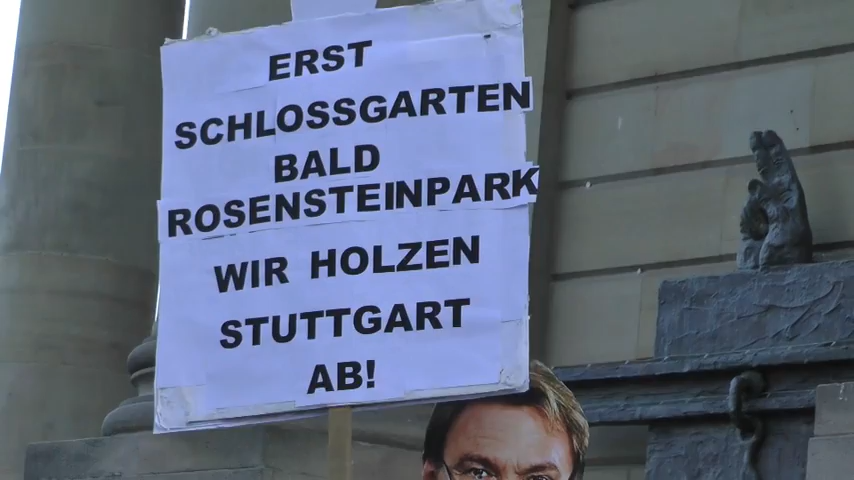 ERST
SCHLOSSGARTEN
BALD
ROSENSTEINPARK
WIR HOLZEN
STUTTGART
AB!